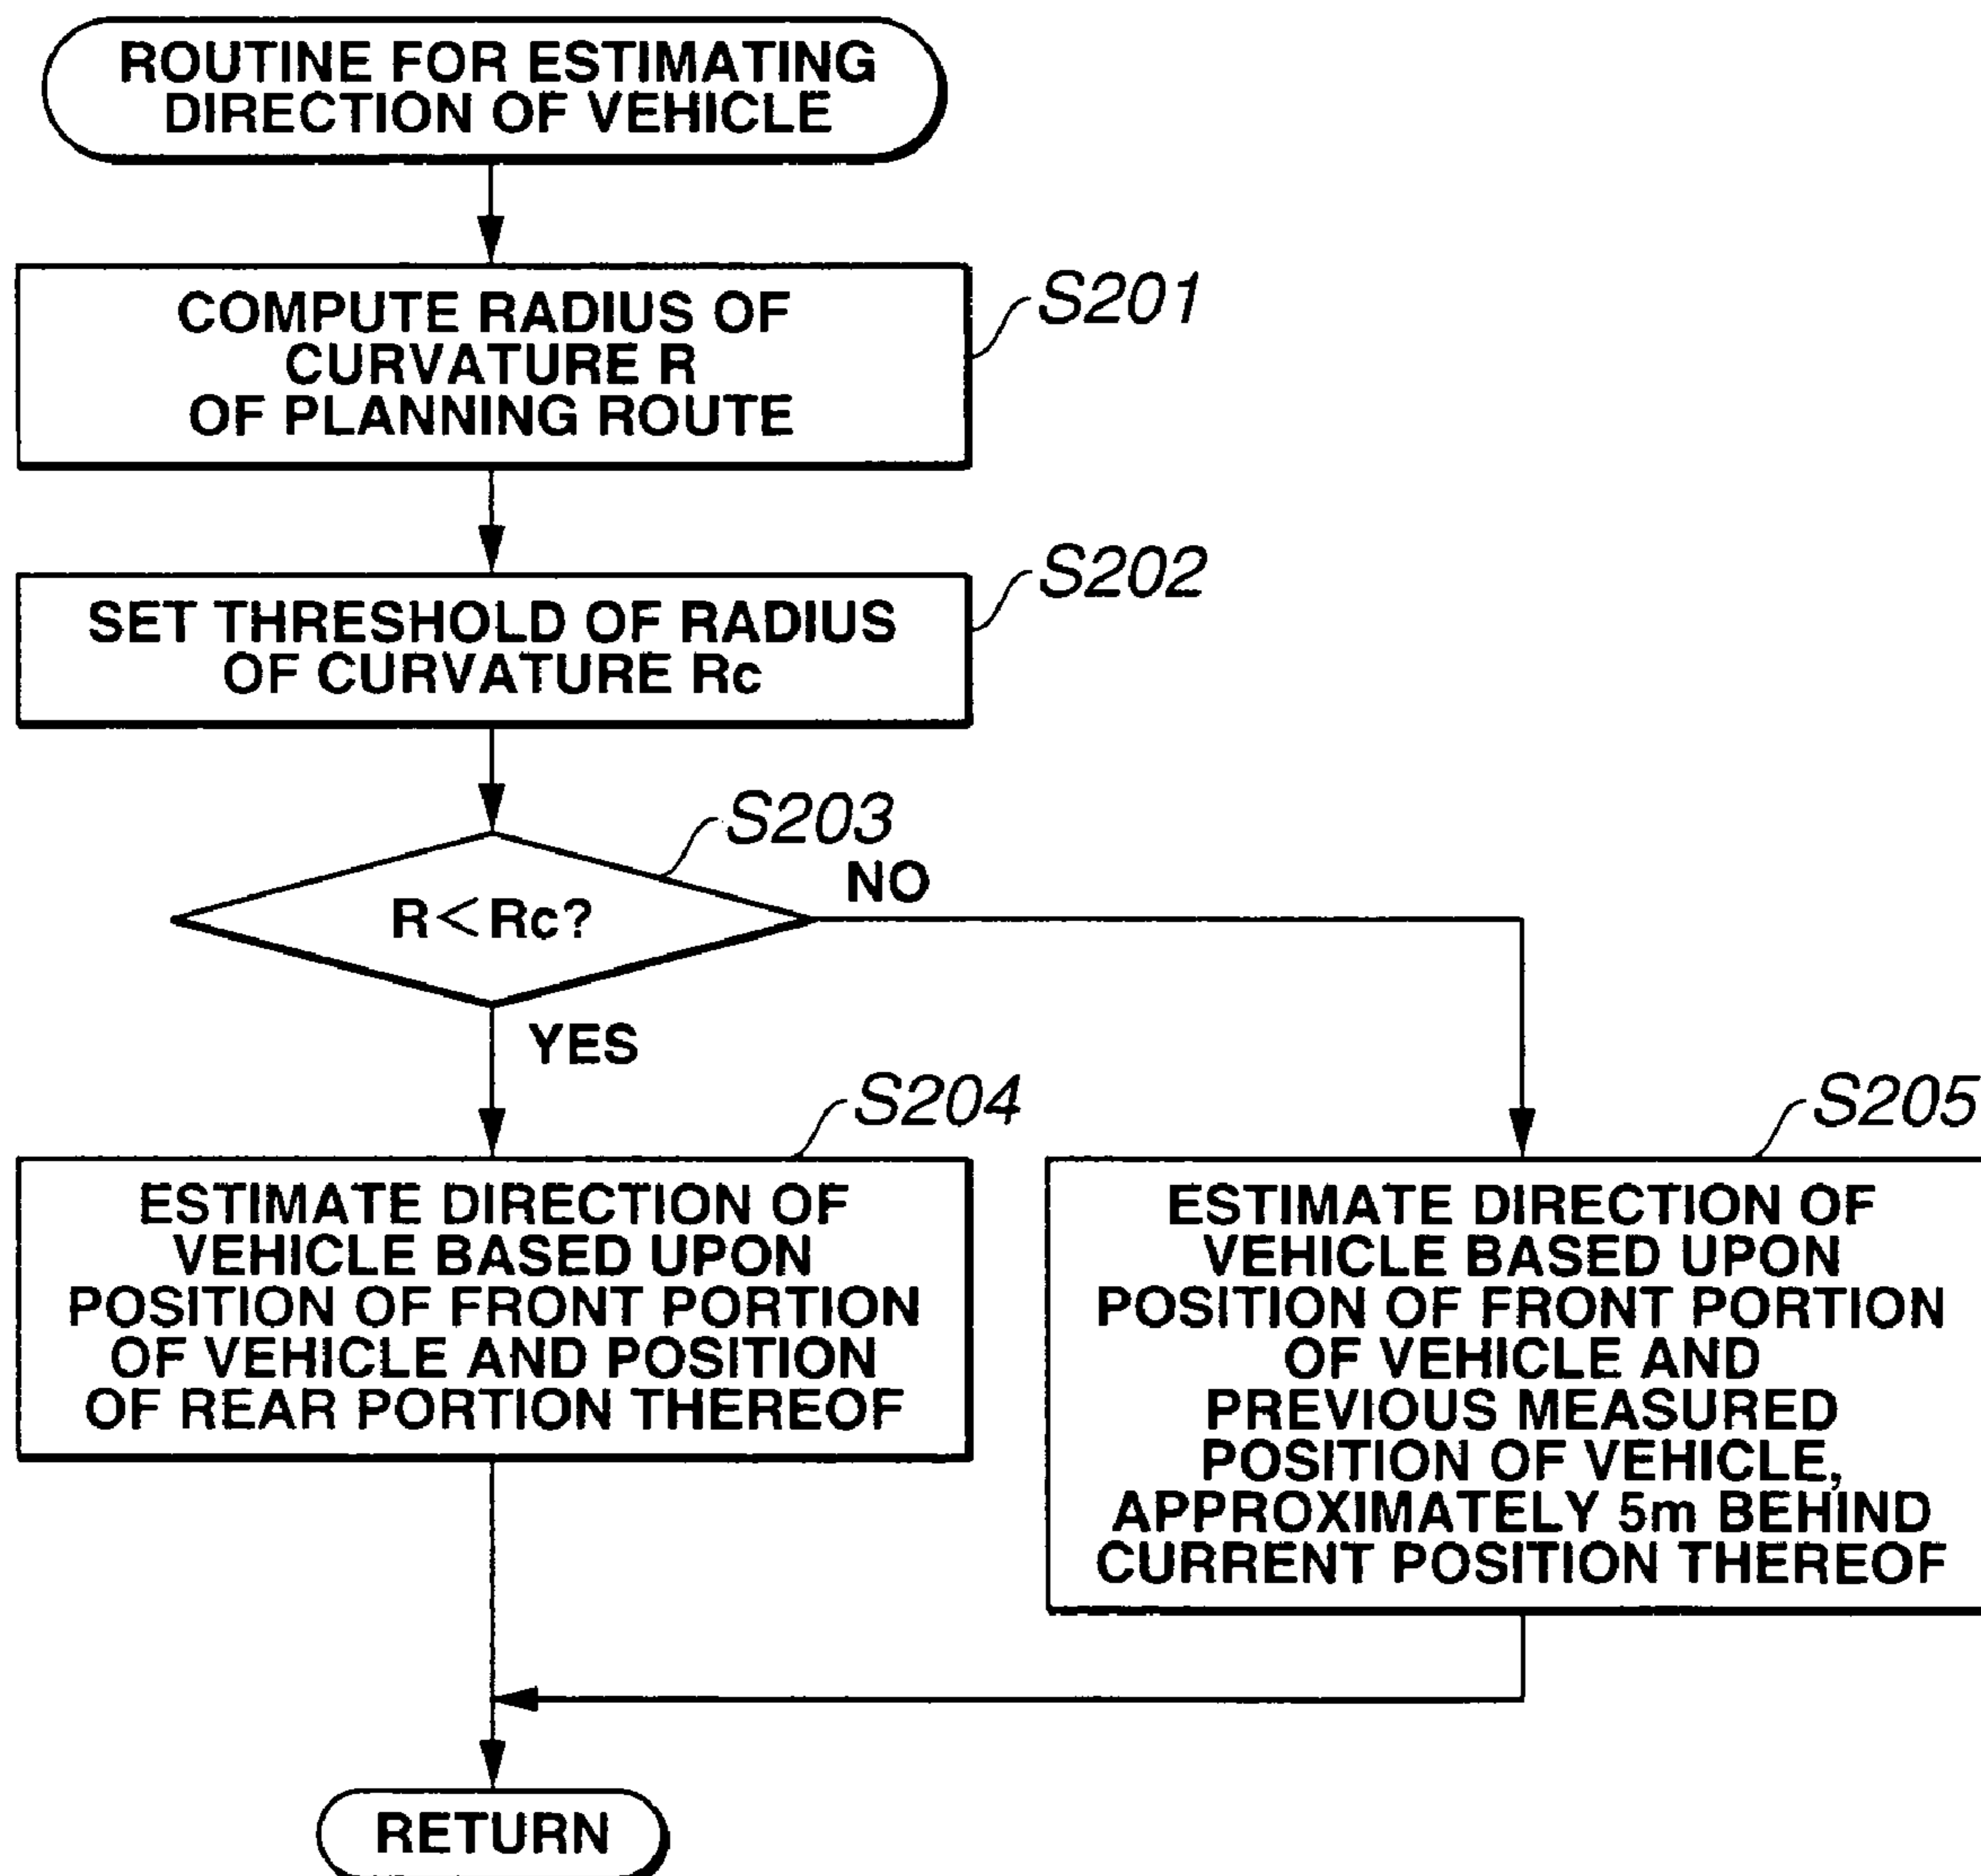 ROUTINE FOR ESTIMATING
DIRECTION OF VEHICLE
COMPUTE RADIUS OF
CURVATURE R
OF PLANNING ROUTE
S201
SET THRESHOLD OF RADIUS
OF CURVATURE Rc
S202
S203
R<Rc?
NO
YES
S204
ESTIMATE DIRECTION OF
VEHICLE BASED UPON
POSITION OF FRONT PORTION
OF VEHICLE AND POSITION
OF REAR PORTION THEREOF
S205
ESTIMATE DIRECTION OF
VEHICLE BASED UPON
POSITION OF FRONT PORTION
OF VEHICLE AND
PREVIOUS MEASURED
POSITION OF VEHICLE,
APPROXIMATELY 5m BEHIND
CURRENT POSITION THEREOF
RETURN